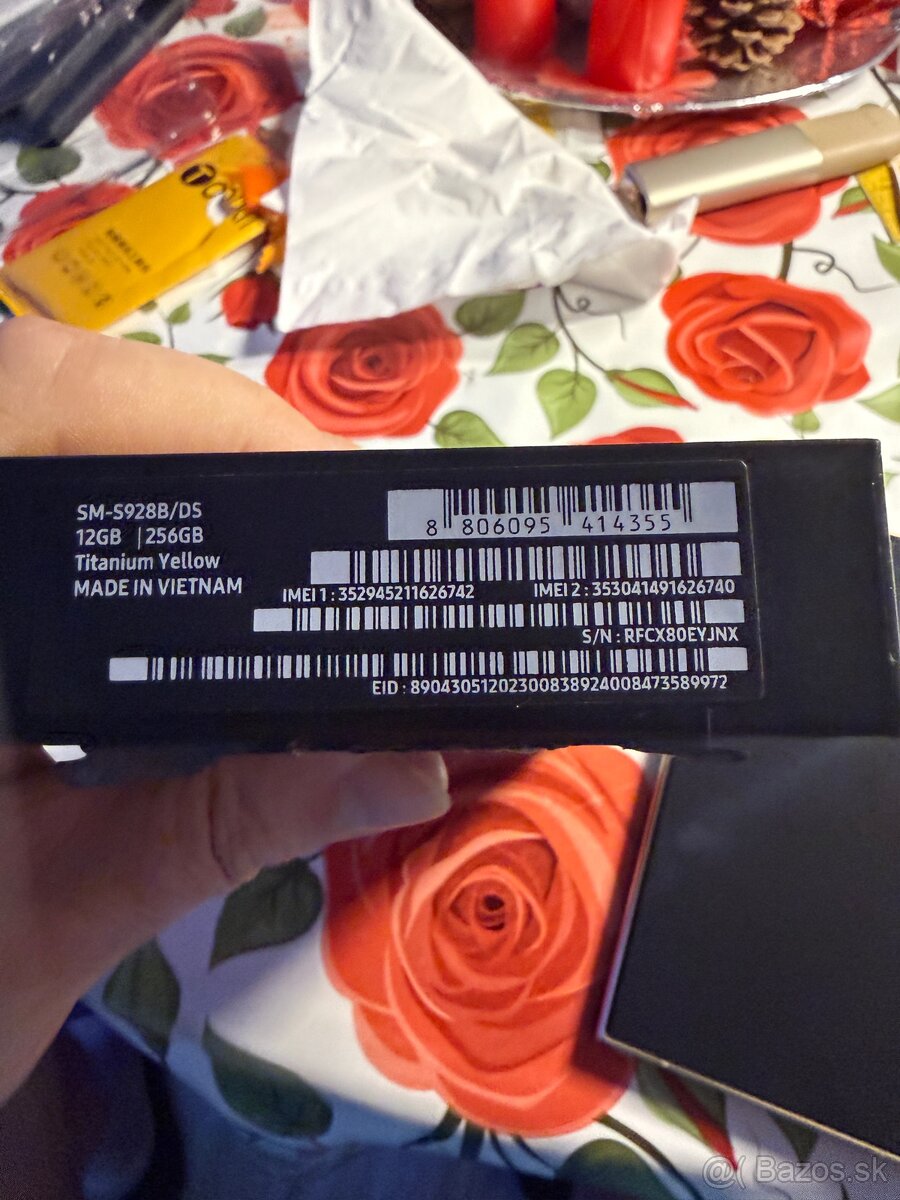 SM-S928B/DS
12GB | 256GB
Titanium Yellow
MADE IN VIETNAM
8 806095 414355
IMEI 1 : 352945211626742 IMEI 2 : 353041491626740
S/N : RFCX80EYJNX
EID : 89043051202300838924008473589972
@( Bazos.sk